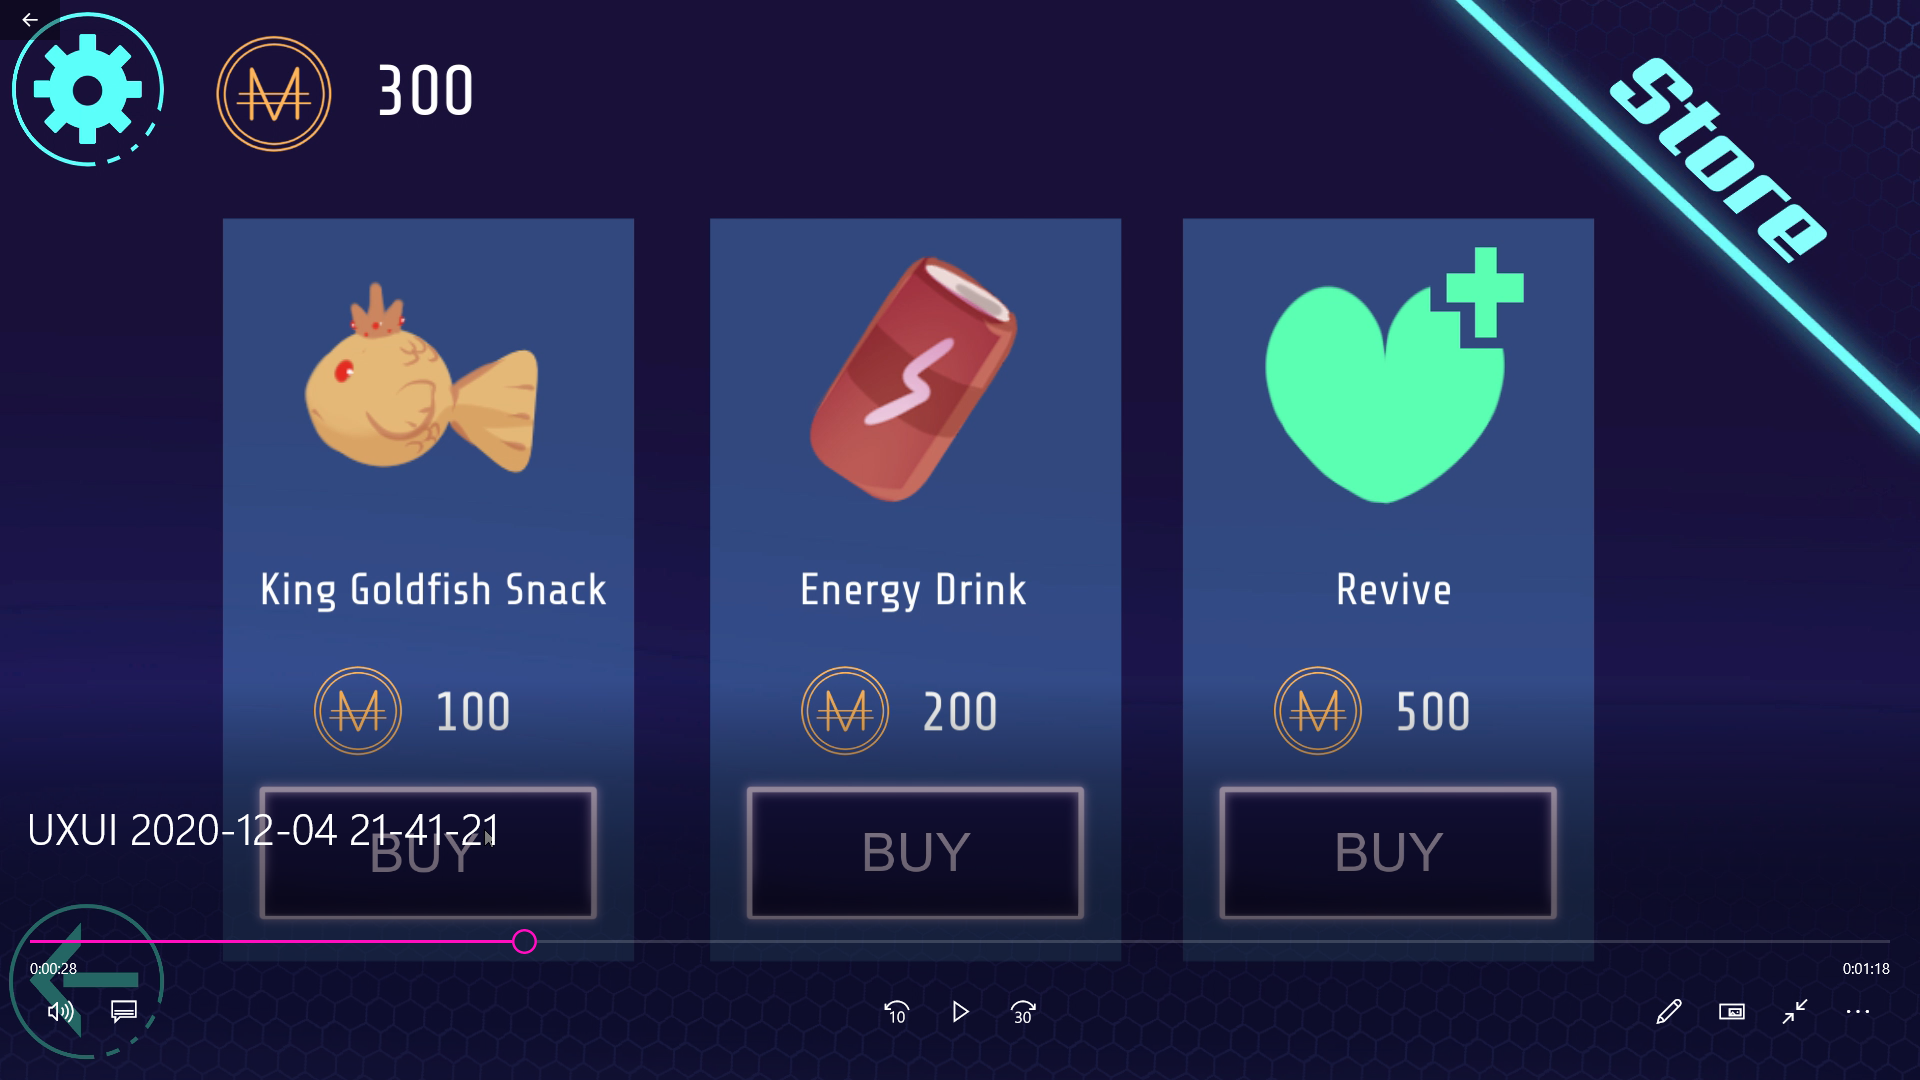 300
Store
King Goldfish Snack
Energy Drink
Revive
100
200
500
BUY
BUY
BUY
UXUI 2020-12-04 21-41-21
0:00:28
0:01:18
10
30